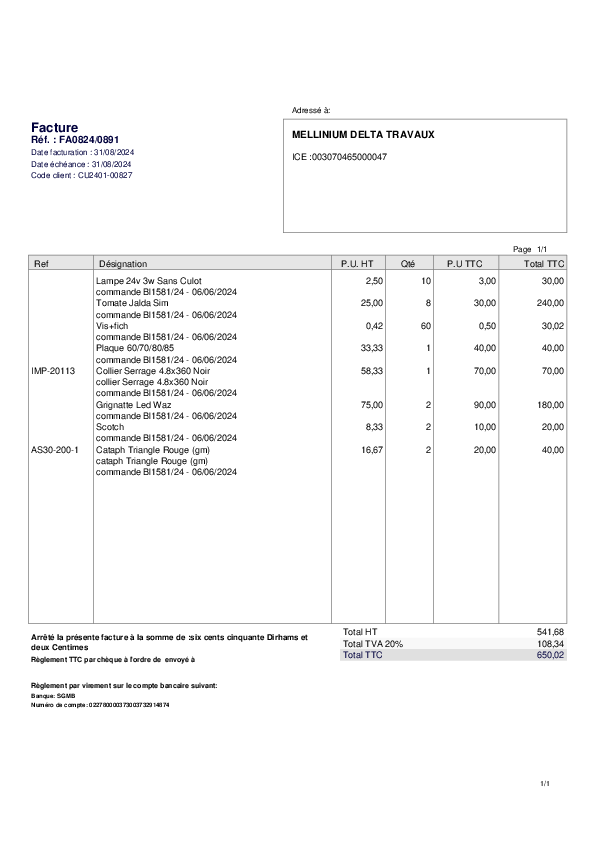 Adressé à:
Facture
Réf. : FA0824/0891
Date facturation : 31/08/2024
Date échéance : 31/08/2024
Code client : CU2401-00827
MELLINIUM DELTA TRAVAUX
ICE :003070465000047
Page 1/1
Ref Désignation P.U. HT Qté P.U TTC Total TTC
Lampe 24v 3w Sans Culot 2,50 10 3,00 30,00
commande Bl1581/24 - 06/06/2024
Tomate Jalda Sim 25,00 8 30,00 240,00
commande Bl1581/24 - 06/06/2024
Vis+fich 0,42 60 0,50 30,02
commande Bl1581/24 - 06/06/2024
Plaque 60/70/80/85 33,33 1 40,00 40,00
commande Bl1581/24 - 06/06/2024
IMP-20113 Collier Serrage 4.8x360 Noir 58,33 1 70,00 70,00
collier Serrage 4.8x360 Noir
commande Bl1581/24 - 06/06/2024
Grignatte Led Waz 75,00 2 90,00 180,00
commande Bl1581/24 - 06/06/2024
Scotch 8,33 2 10,00 20,00
commande Bl1581/24 - 06/06/2024
AS30-200-1 Cataph Triangle Rouge (gm) 16,67 2 20,00 40,00
cataph Triangle Rouge (gm)
commande Bl1581/24 - 06/06/2024
Arrêté la présente facture à la somme de :six cents cinquante Dirhams et
deux Centimes
Règlement TTC par chèque à l'ordre de envoyé à
Total HT 541,68
Total TVA 20% 108,34
Total TTC 650,02
Règlement par virement sur le compte bancaire suivant:
Banque: SGMB
Numéro de compte: 022780000373003732914874
1/1